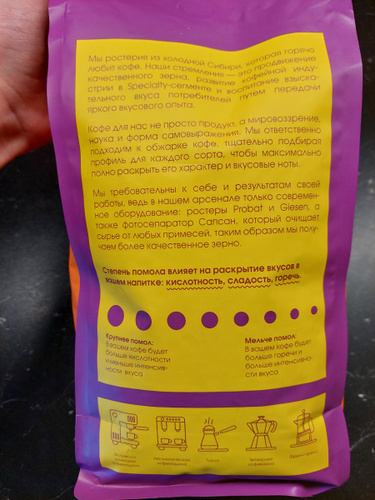 Мы ростерия из холодной Сибири, которая горячо
любит кофе. Наши стремления — это продвижение
качественного зерна, развитие кофейной инду-
стрии в Specialty-сегменте и воспитание взыска-
тельного вкуса потребителей путем передачи
яркого вкусового опыта.
Кофе для нас не просто продукт, а мировоззрение,
наука и форма самовыражения. Мы ответственно
подходим к обжарке кофе, тщательно подбирая
профиль для каждого сорта, чтобы максимально
полно раскрыть его характер и вкусовые ноты.
Мы требовательны к себе и результатам своей
работы, ведь в нашем арсенале только современ-
ное оборудование: ростеры Probat и Giesen, а
также фотосепаратор Сапсан, который очищает
сырье от любых примесей, таким образом мы полу-
чаем более качественное зерно.
Степень помола влияет на раскрытие вкусов в
вашем напитке: кислотность, сладость, горечь.
Крупнее помол:
В вашем кофе будет
больше кислотности
и меньше интенсив-
ности вкуса
Мельче помол:
В вашем кофе будет
больше горечи и
больше интенсивно-
сти вкуса
кофемашина
Турка
Гейзерная
кофеварка